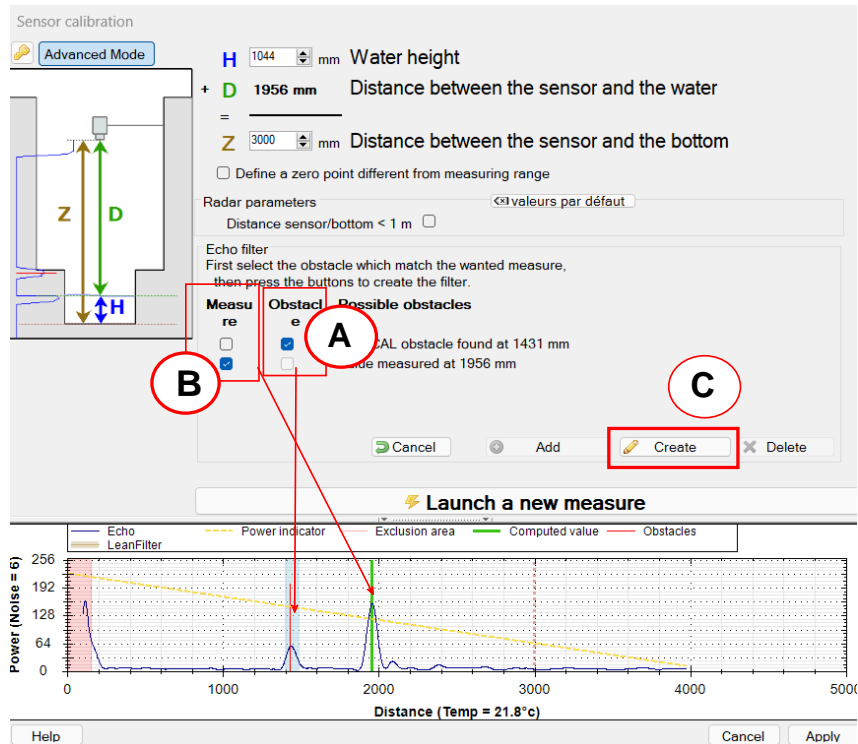 Sensor calibration
Advanced Mode
H 1044 mm Water height
+ D 1956 mm Distance between the sensor and the water
=
Z 3000 mm Distance between the sensor and the bottom
Define a zero point different from measuring range
Radar parameters valeurs par défaut
Distance sensor/bottom < 1 m
Z D
H
Echo filter
First select the obstacle which match the wanted measure,
then press the buttons to create the filter.
Measu Obstacl Possible obstacles
re e
A
CAL obstacle found at 1431 mm
measured at 1956 mm
B
C
Cancel Add Create Delete
Launch a new measure
Echo Power indicator Exclusion area Computed value Obstacles
LeanFilter
Power (Noise = 6)
256
192
128
64
0
0 1000 2000 3000 4000 5000
Distance (Temp = 21.8°c)
Help Cancel Apply